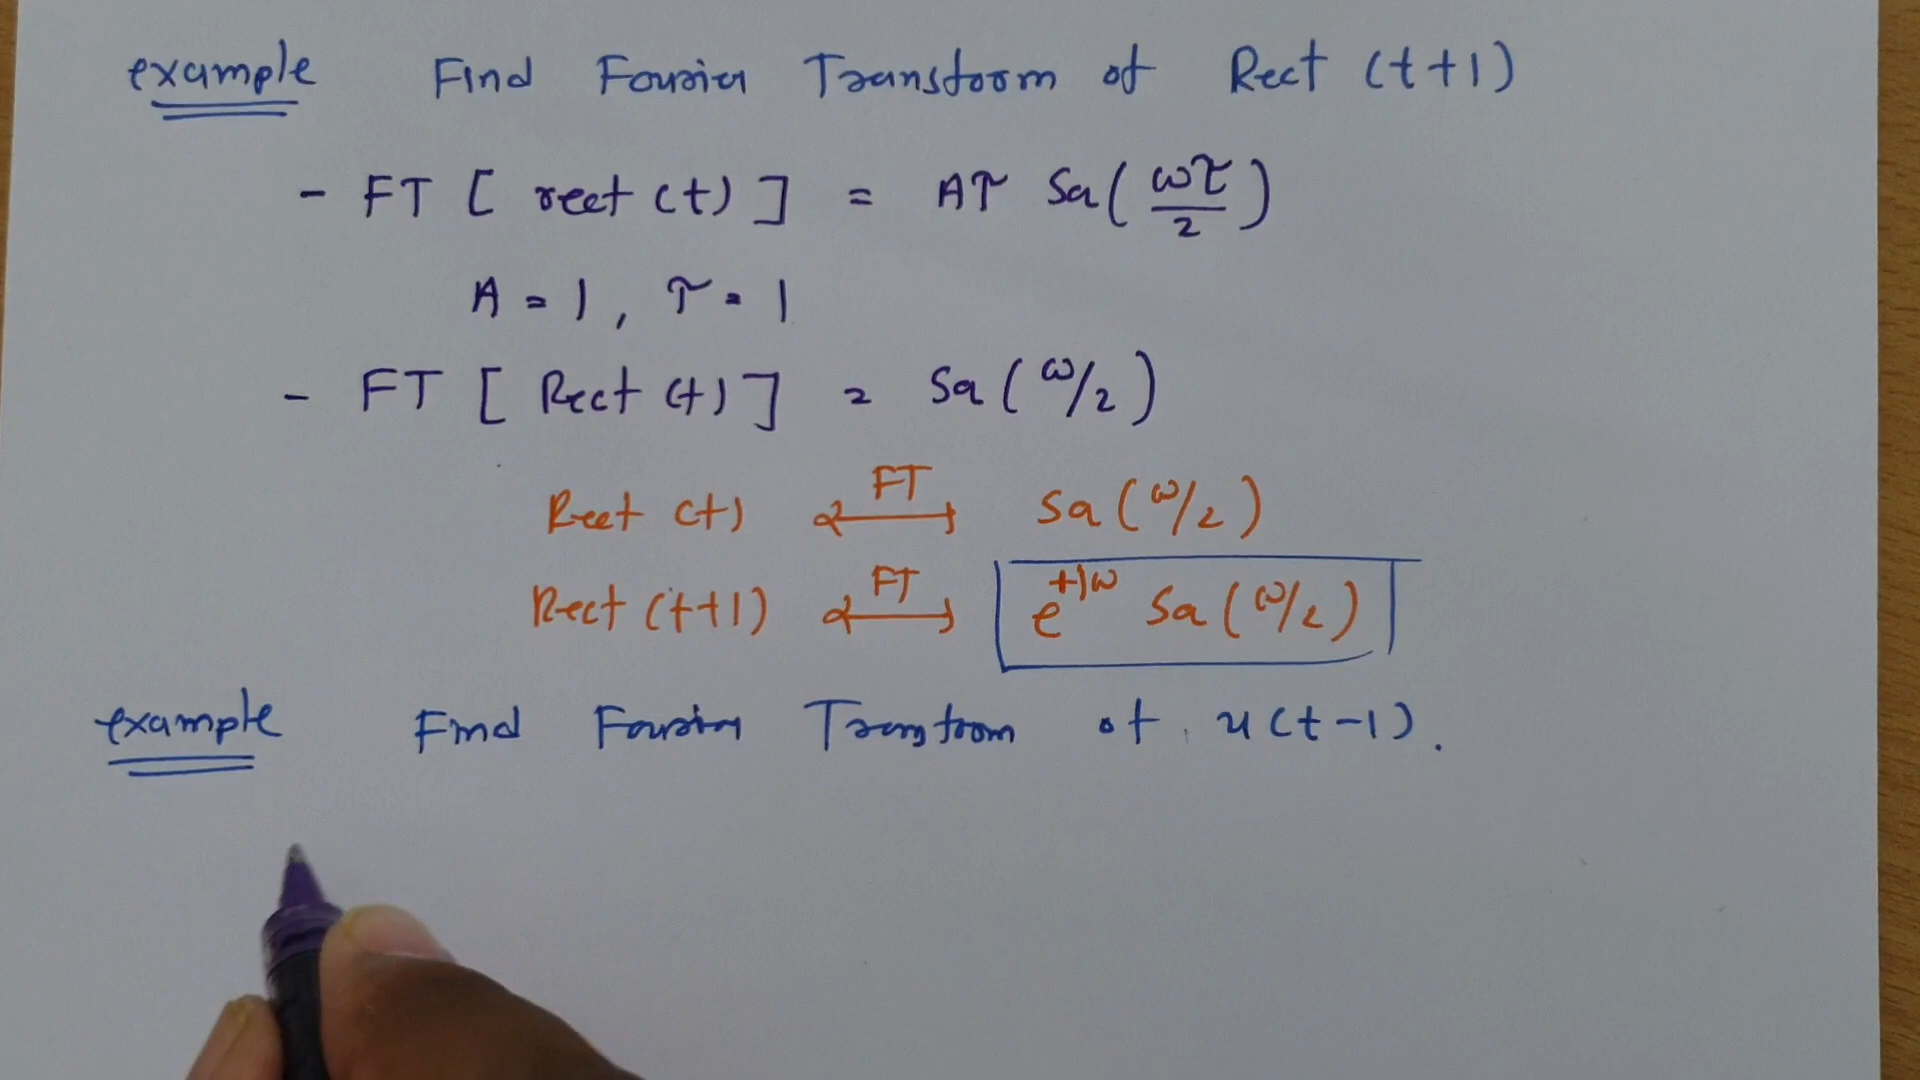 example Find Fourier Transform of Rect (t+1)
- FT [ rect (t) ] = Aτ Sa( ωτ/2 )
A = 1, τ = 1
- FT [ Rect (t) ] = Sa ( ω/2 )
Rect (t) ⟷ FT Sa ( ω/2 )
Rect (t+1) ⟷ FT e^{+jω} Sa ( ω/2 )
example Find Fourier Transform of u(t-1).